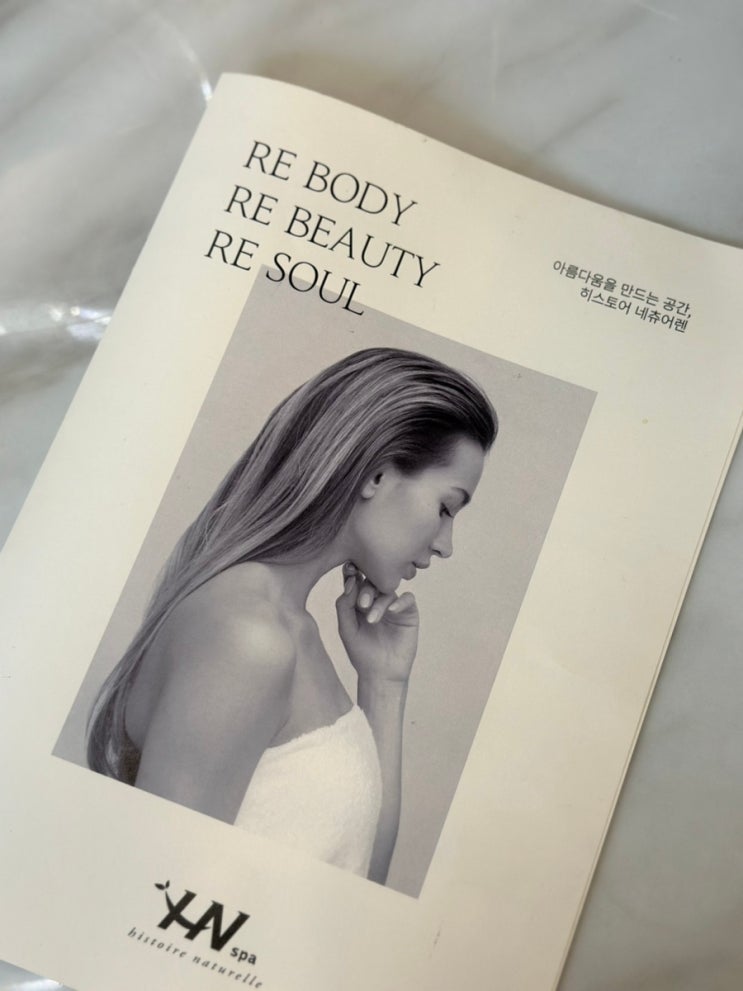 RE BODY
RE BEAUTY
RE SOUL
아름다움을 만드는 공간,
히스토어 네츄어렌
HN spa
histoire naturelle